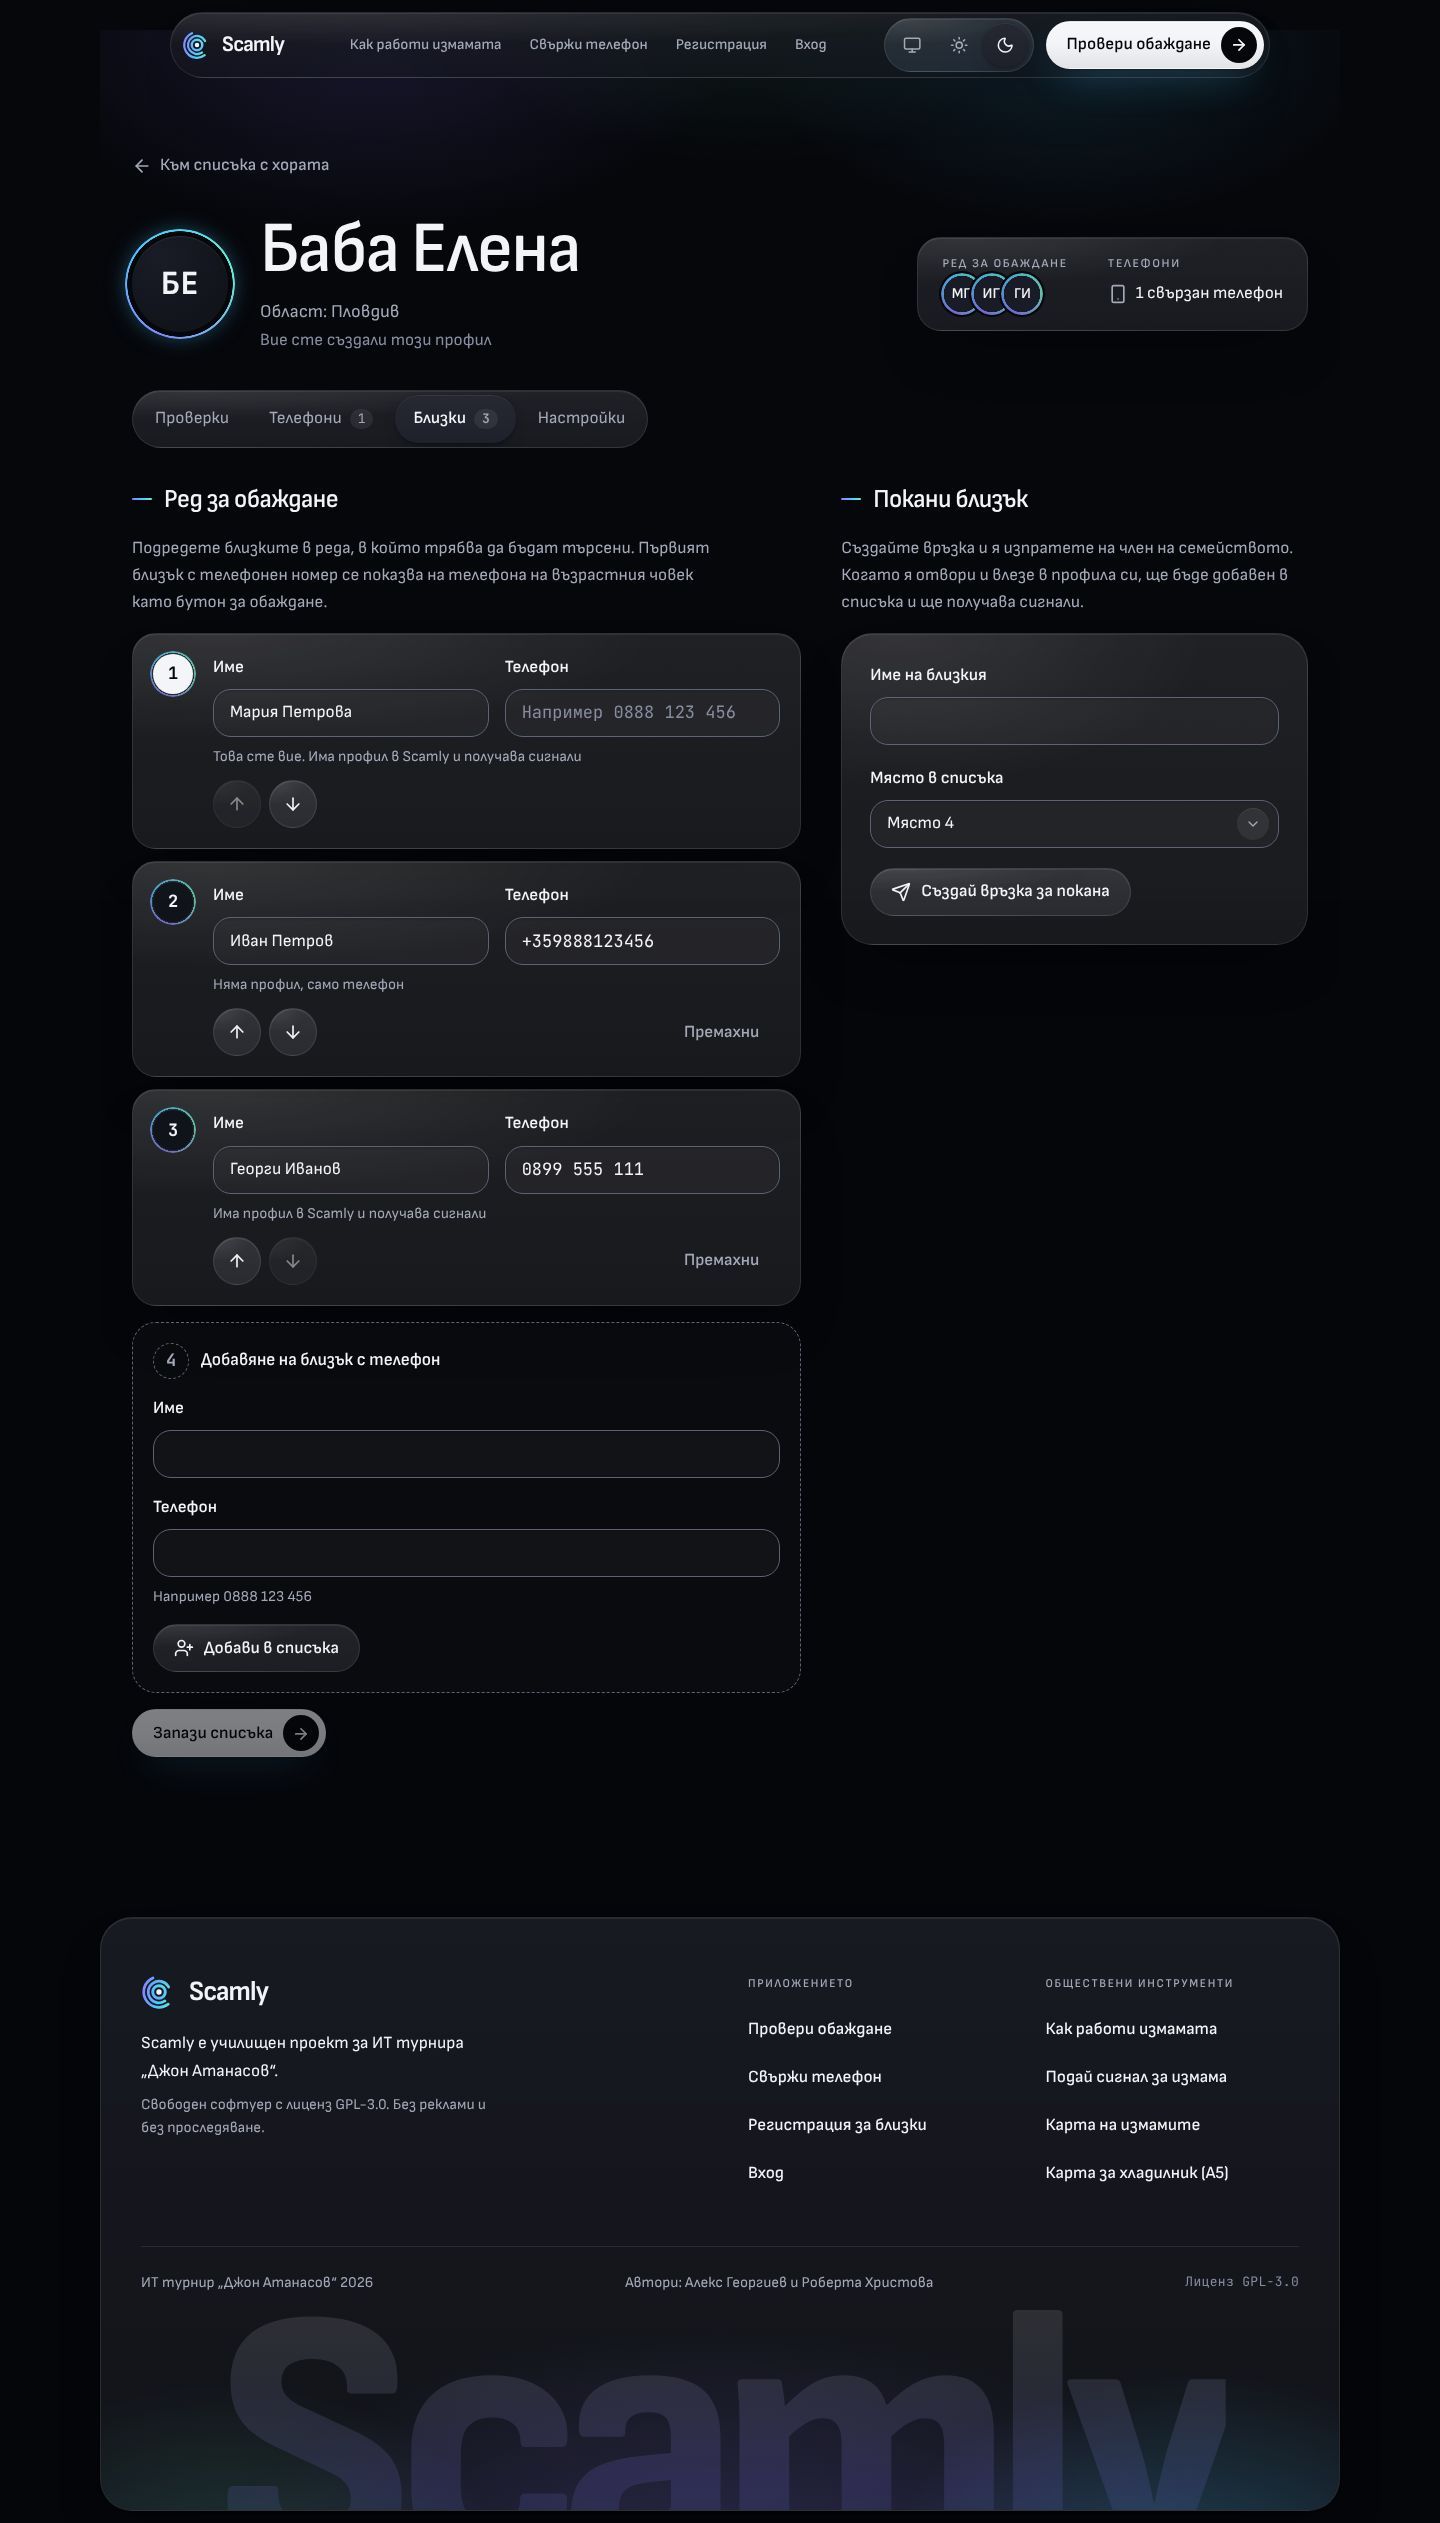 Scamly
Как работи измамата
Свържи телефон
Регистрация
Вход
Провери обаждане
Към списъка с хората
БЕ
Баба Елена
Област: Пловдив
Вие сте създали този профил
РЕД ЗА ОБАЖДАНЕ
ИГ
ГИ
ТЕЛЕФОНИ
1 свързан телефон
Проверки
Телефони 1
Близки 3
Настройки
Ред за обаждане
Подредете близките в реда, в който трябва да бъдат търсени. Първият
близък с телефонен номер се показва на телефона на възрастния човек
като бутон за обаждане.
1
Име
Телефон
Мария Петрова
Например 0888 123 456
Това сте вие. Има профил в Scamly и получава сигнали
2
Име
Телефон
Иван Петров
+359888123456
Няма профил, само телефон
Премахни
3
Име
Телефон
Георги Иванов
0899 555 111
Има профил в Scamly и получава сигнали
Премахни
4 Добавяне на близък с телефон
Име
Телефон
Например 0888 123 456
Добави в списъка
Запази списъка
Покани близък
Създайте връзка и я изпратете на член на семейството.
Когато я отвори и влезе в профила си, ще бъде добавен в
списъка и ще получава сигнали.
Име на близкия
Място в списъка
Място 4
Създай връзка за покана
Scamly
Scamly е училищен проект за ИТ турнира
„Джон Атанасов“.
Свободен софтуер с лиценз GPL-3.0. Без реклами и
без проследяване.
ПРИЛОЖЕНИЕТО
Провери обаждане
Свържи телефон
Регистрация за близки
Вход
ОБЩЕСТВЕНИ ИНСТРУМЕНТИ
Как работи измамата
Подай сигнал за измама
Карта на измамите
Карта за хладилник (A5)
ИТ турнир „Джон Атанасов“ 2026
Автори: Алекс Георгиев и Роберта Христова
Лиценз GPL-3.0
Scamly